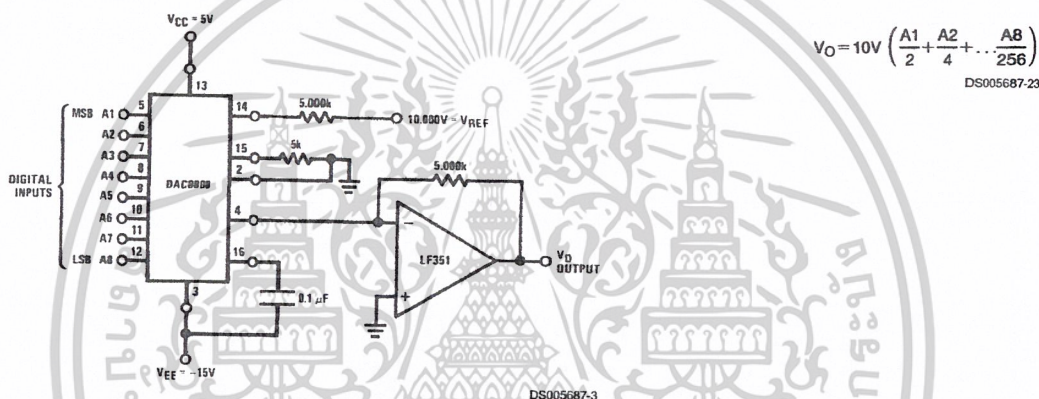 VCC = 5V
13
MSB A1 5
A2 6
A3 7
A4 8
A5 9
A6 10
A7 11
LSB A8 12
DIGITAL
INPUTS
14
15
2
4
16
3
5.000k
10.000V = VREF
5k
5.000k
LF351
−
+
VO
OUTPUT
0.1 μF
VEE = −15V
DS005687-3
VO = 10V (A1/2 + A2/4 + … A8/256)
DS005687-23